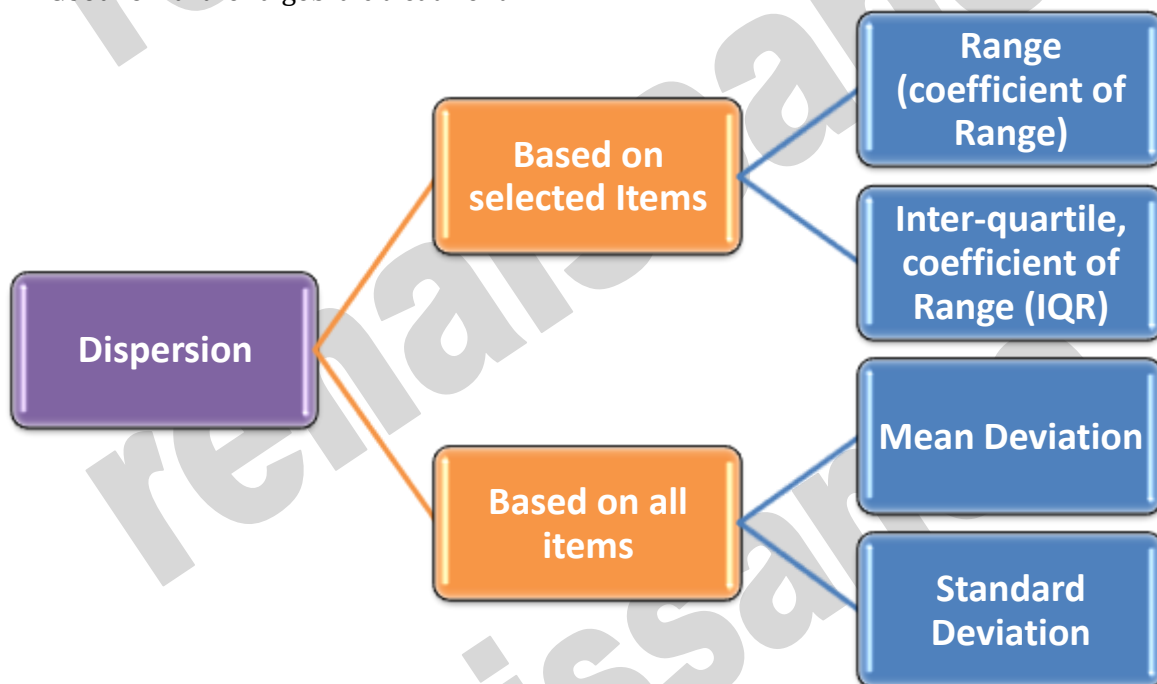 Dispersion
Based on
selected Items
Based on all
items
Range
(coefficient of
Range)
Inter-quartile,
coefficient of
Range (IQR)
Mean Deviation
Standard
Deviation
renaissance